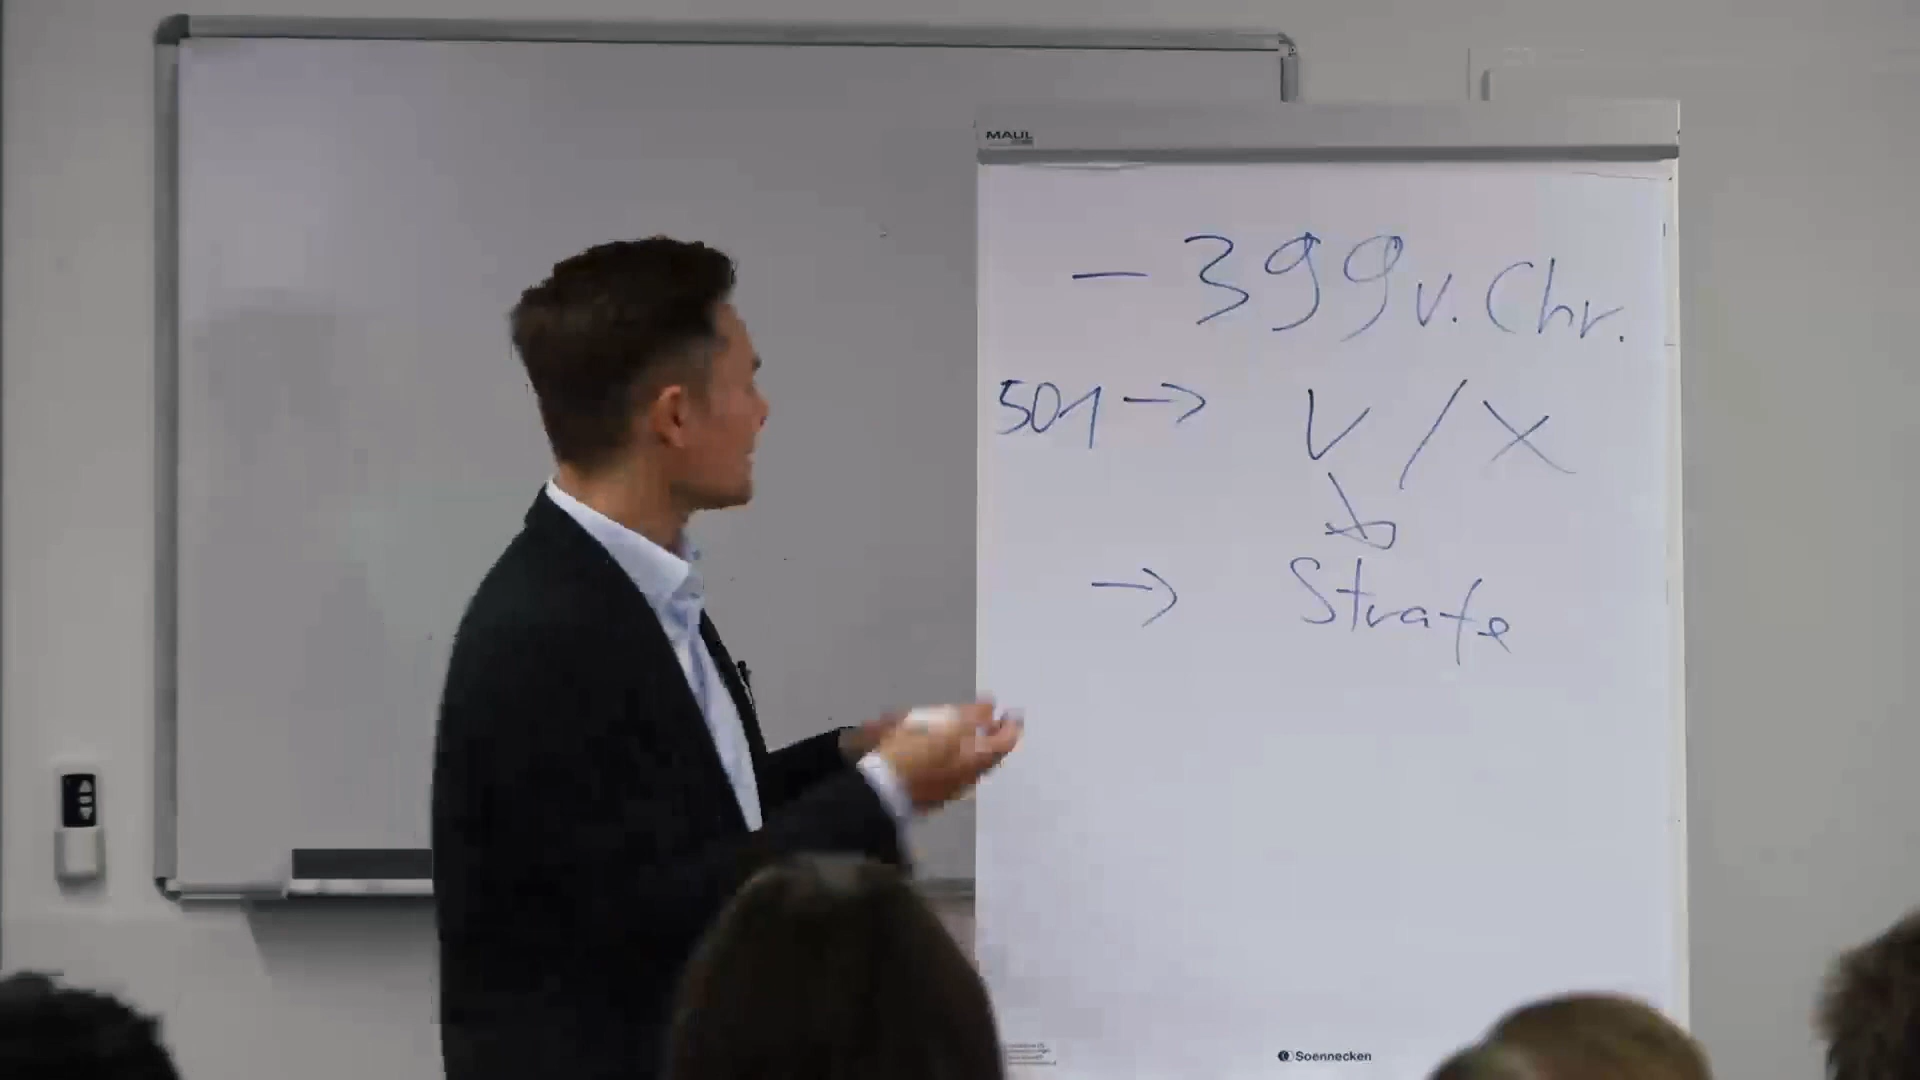 MAUL
– 399 v. Chr.
501 → V / X
→ Strafe
Soennecken